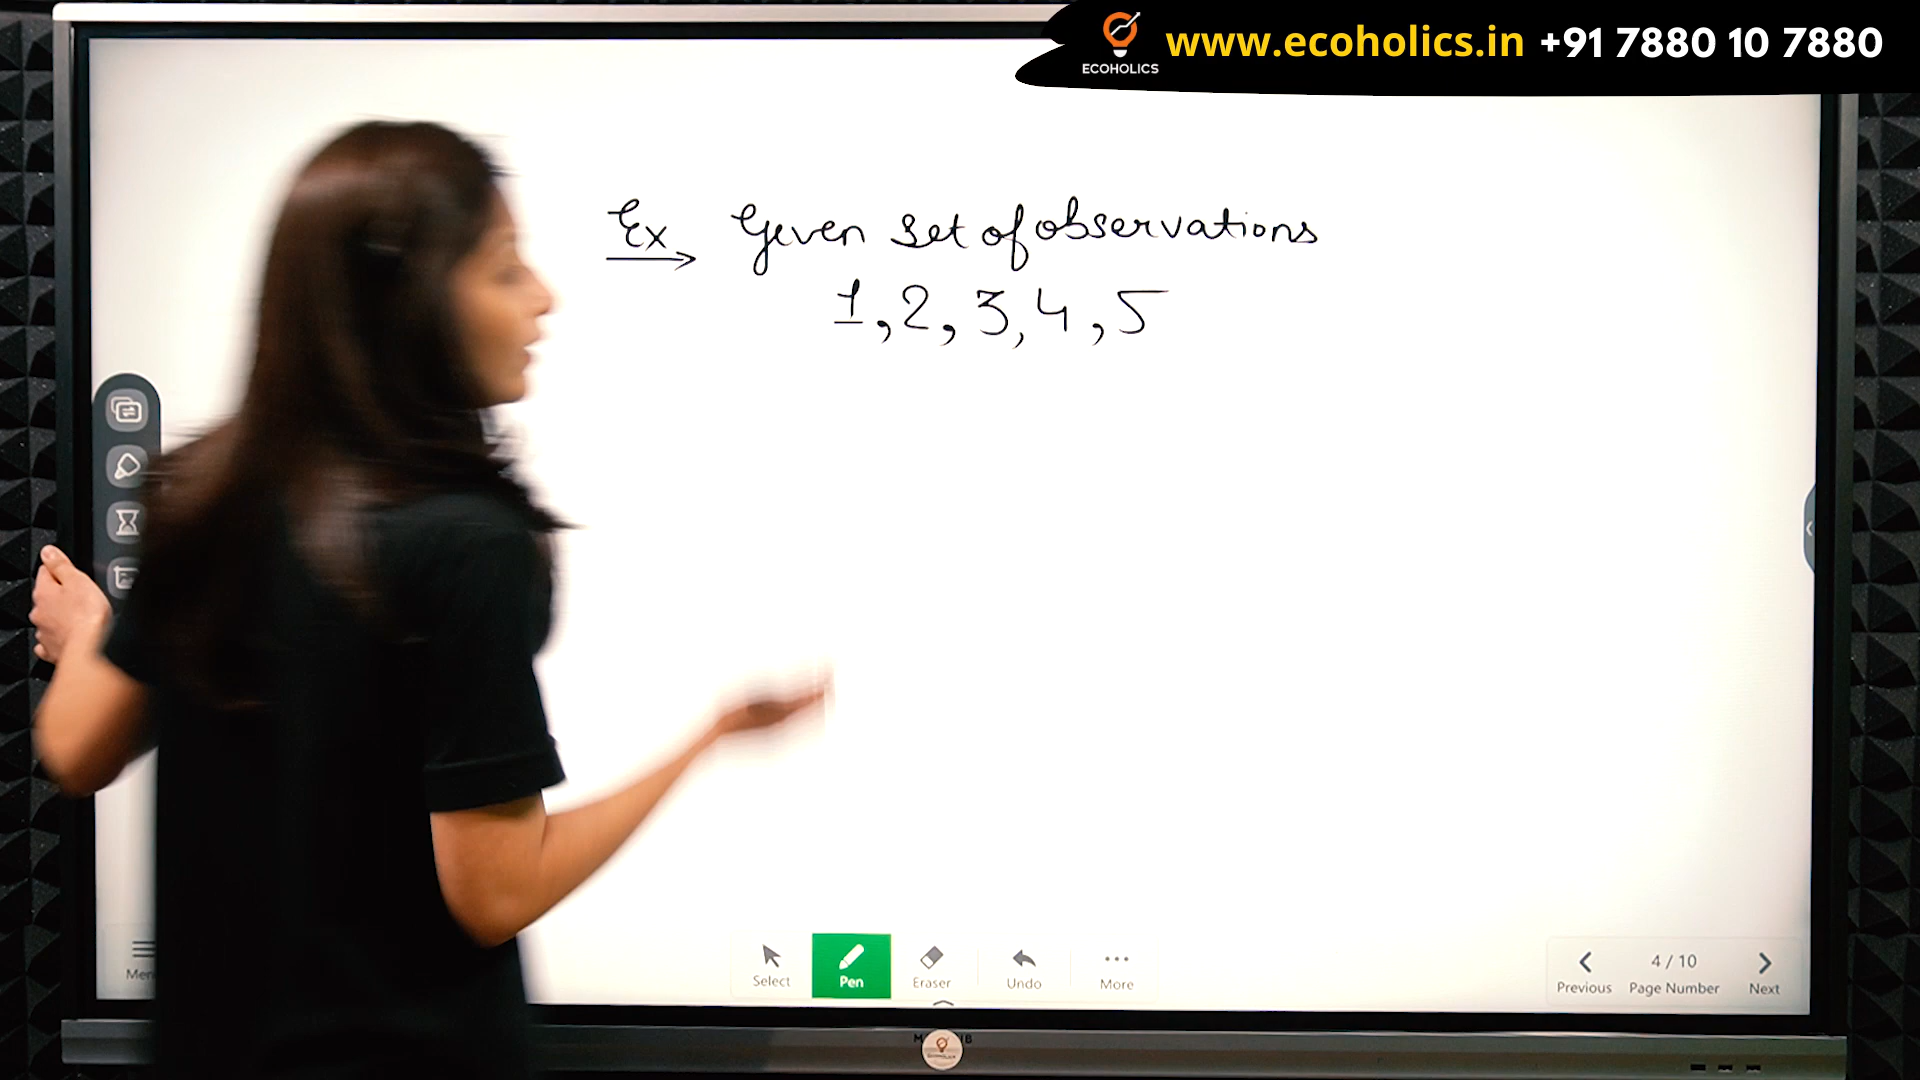 www.ecoholics.in +91 7880 10 7880
ECOHOLICS
Ex Given set of observations
1, 2, 3, 4, 5
Select Pen Eraser Undo More
4 / 10
Previous Page Number Next